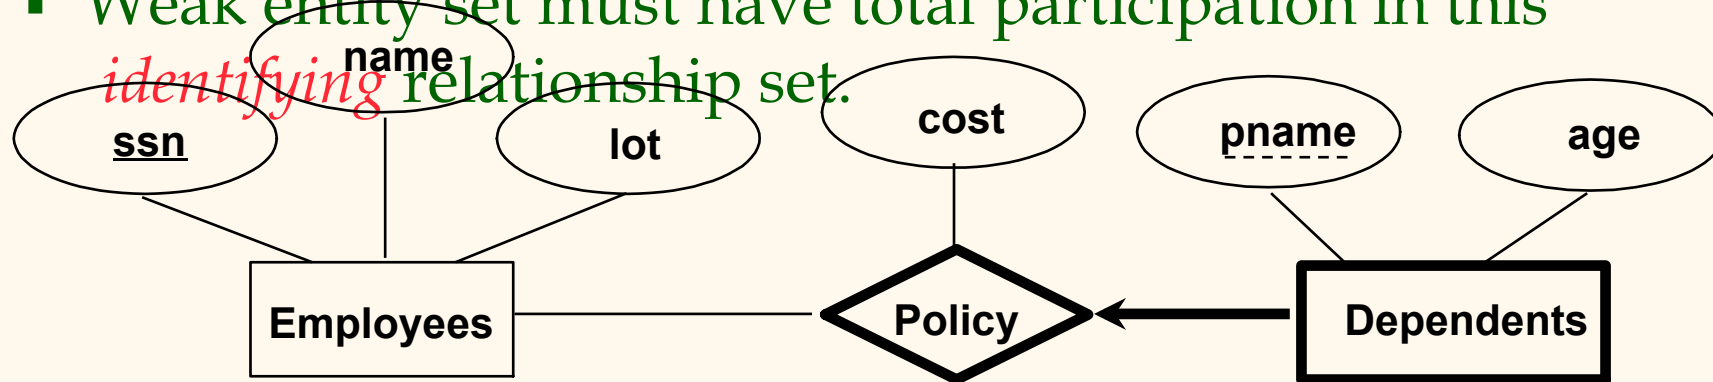 ▪ Weak entity set must have total participation in this
identifying relationship set.
name
cost
ssn
lot
pname
age
Employees
Policy
Dependents